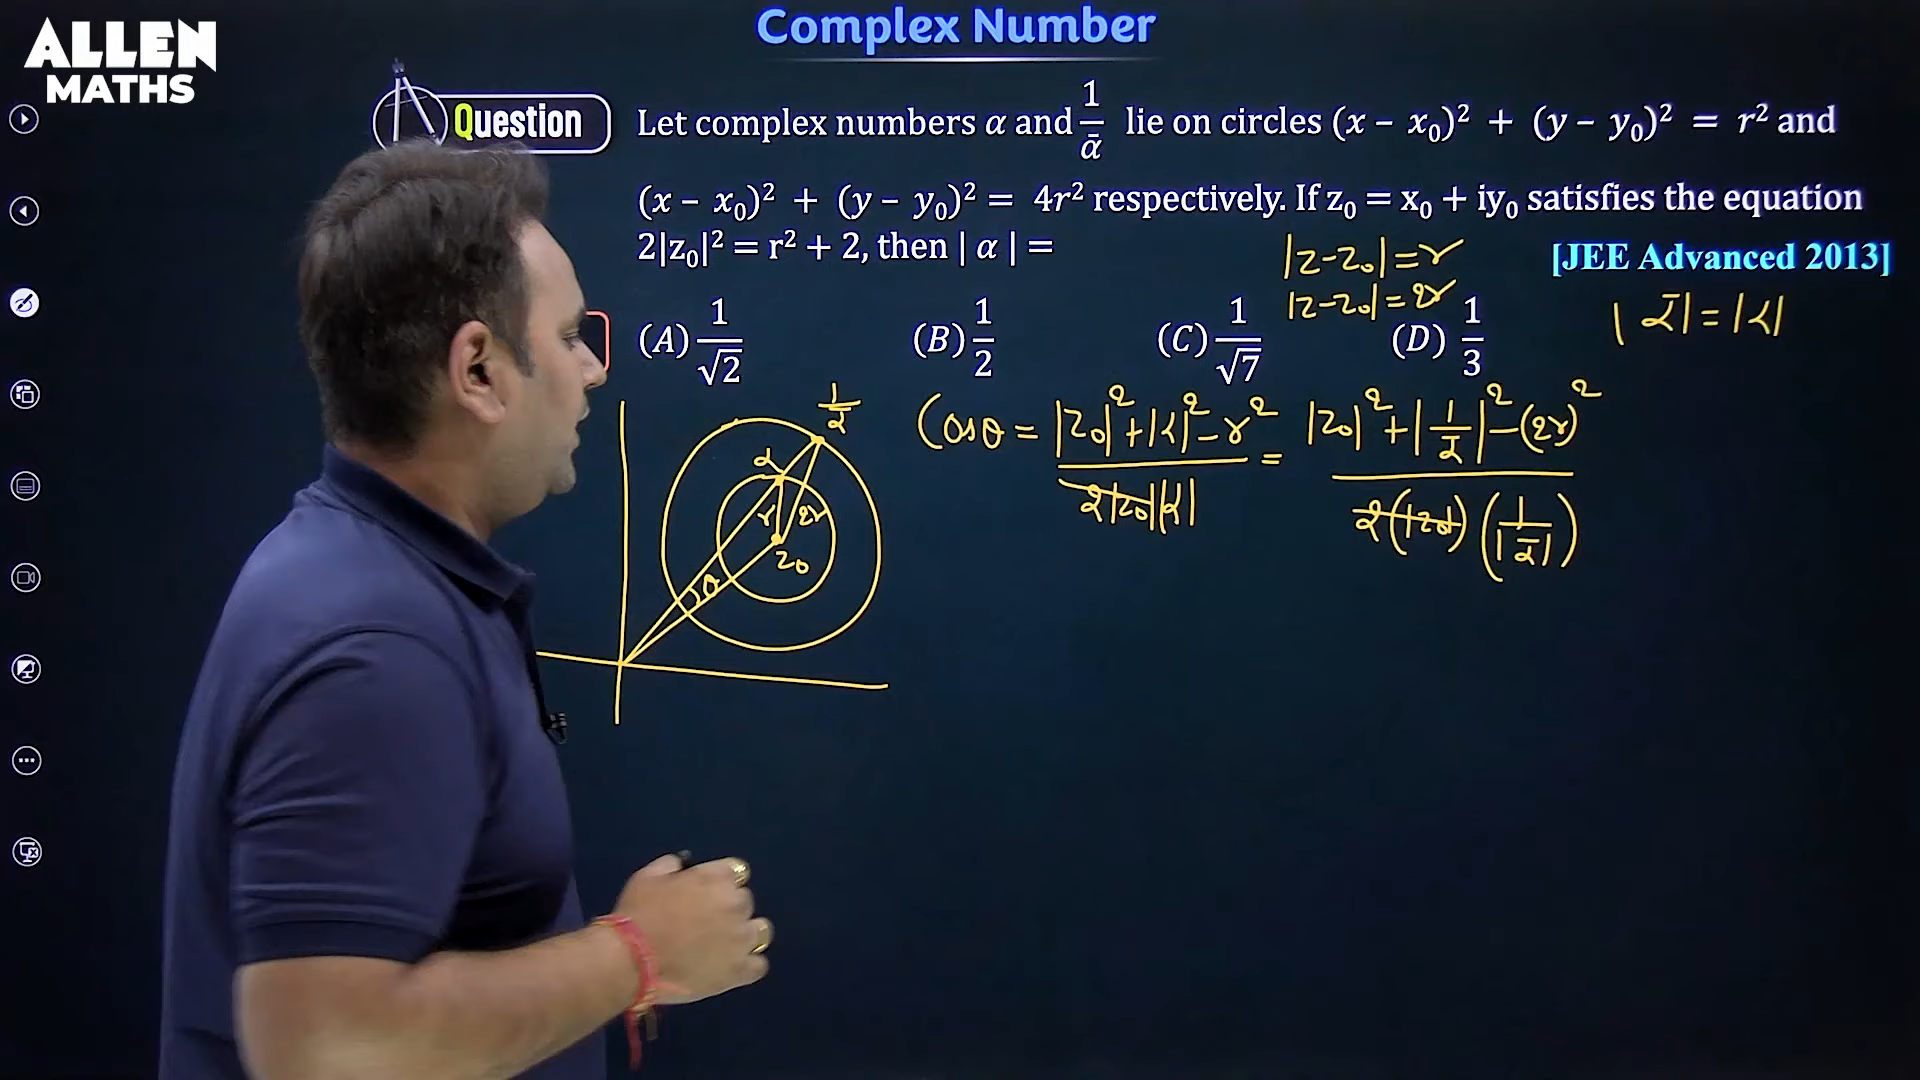 Complex Number
ALLEN
MATHS
Question
Let complex numbers α and 1/ᾱ lie on circles (x – x₀)² + (y – y₀)² = r² and
(x – x₀)² + (y – y₀)² = 4r² respectively. If z₀ = x₀ + iy₀ satisfies the equation
2|z₀|² = r² + 2, then | α | =
[JEE Advanced 2013]
|z-z₀| = r
|z-z₀| = 2r
|ᾱ| = |α|
(A) 1/√2 (B) 1/2 (C) 1/√7 (D) 1/3
Cosθ = (|z₀|² + |α|² - r²)/(2|z₀||α|) = (|z₀|² + |1/ᾱ|² - (2r)²)/(2(|z₀|)(1/|ᾱ|))
1/ᾱ
α
r 2r
z₀
θ